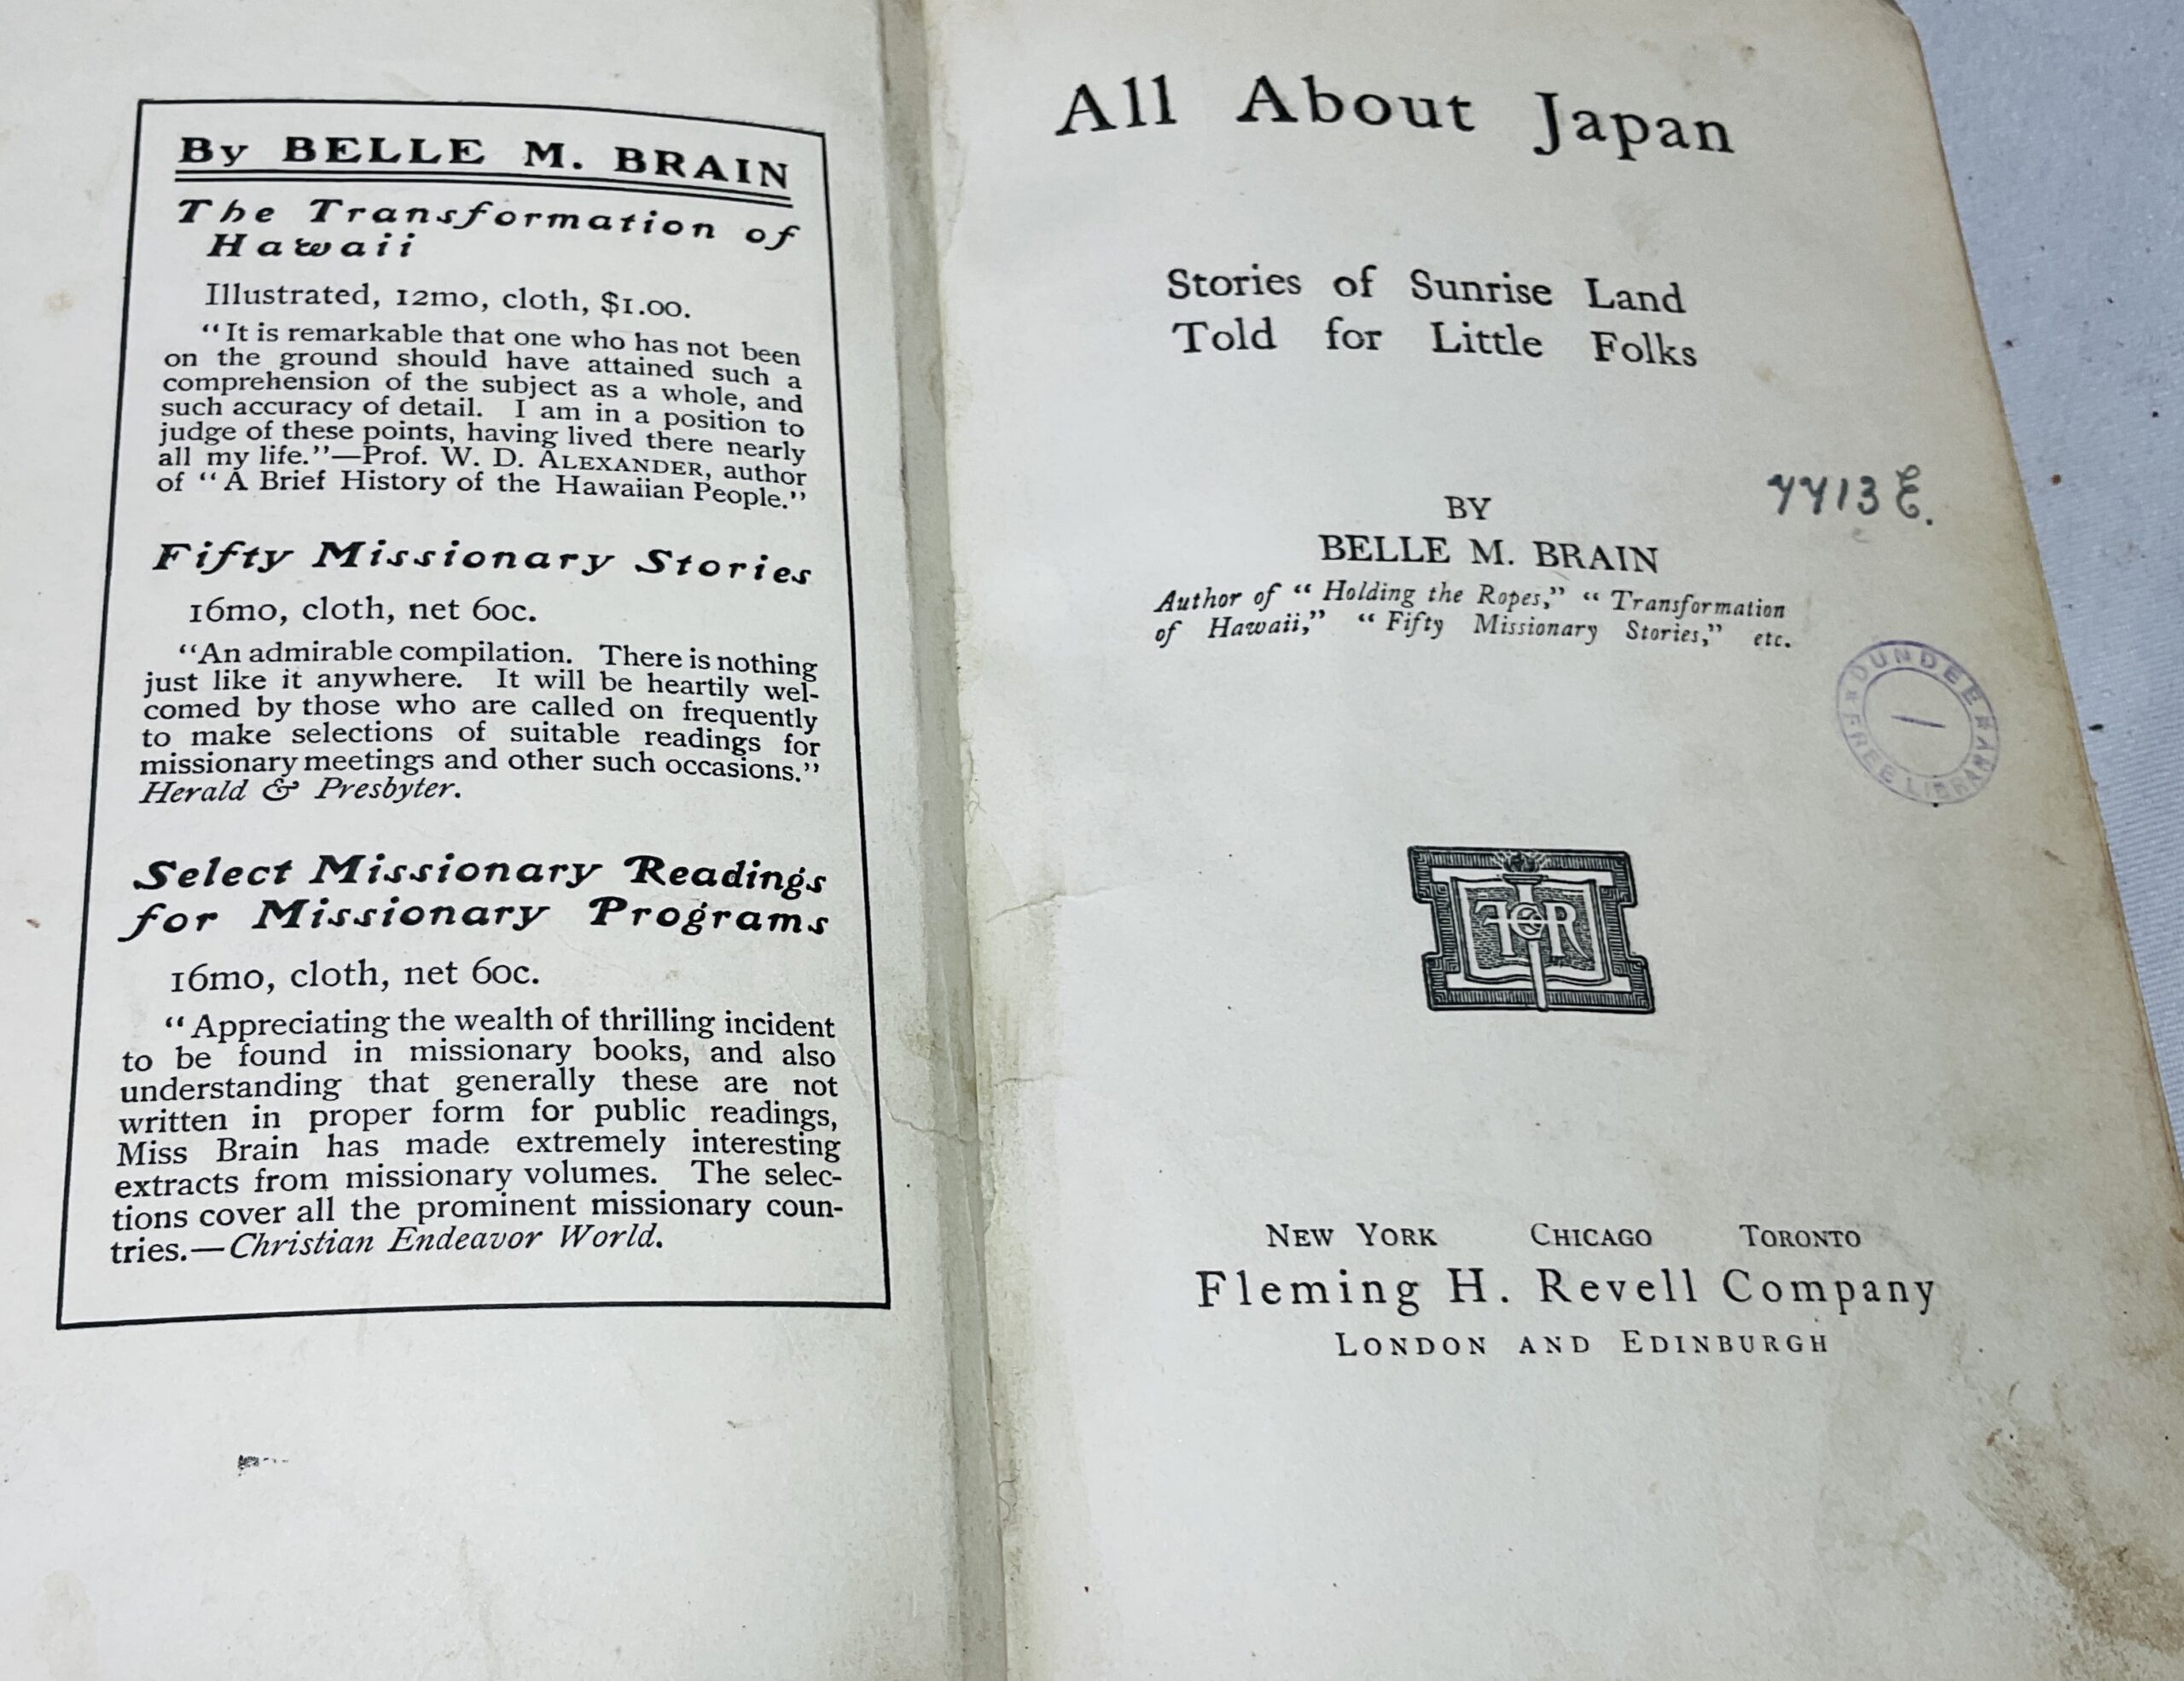 By BELLE M. BRAIN
The Transformation of
Hawaii
Illustrated, 12mo, cloth, $1.00.
“It is remarkable that one who has not been
on the ground should have attained such a
comprehension of the subject as a whole, and
such accuracy of detail. I am in a position to
judge of these points, having lived there nearly
all my life.”—Prof. W. D. ALEXANDER, author
of “A Brief History of the Hawaiian People.”
Fifty Missionary Stories
16mo, cloth, net 60c.
“An admirable compilation. There is nothing
just like it anywhere. It will be heartily wel-
comed by those who are called on frequently
to make selections of suitable readings for
missionary meetings and other such occasions.”
Herald & Presbyter.
Select Missionary Readings
for Missionary Programs
16mo, cloth, net 60c.
“Appreciating the wealth of thrilling incident
to be found in missionary books, and also
understanding that generally these are not
written in proper form for public readings,
Miss Brain has made extremely interesting
extracts from missionary volumes. The selec-
tions cover all the prominent missionary coun-
tries.—Christian Endeavor World.
All About Japan
Stories of Sunrise Land
Told for Little Folks
BY
BELLE M. BRAIN
Author of “Holding the Ropes,” “Transformation
of Hawaii,” “Fifty Missionary Stories,” etc.
DUNDEE
FREE LIBRARY
NEW YORK CHICAGO TORONTO
Fleming H. Revell Company
LONDON AND EDINBURGH